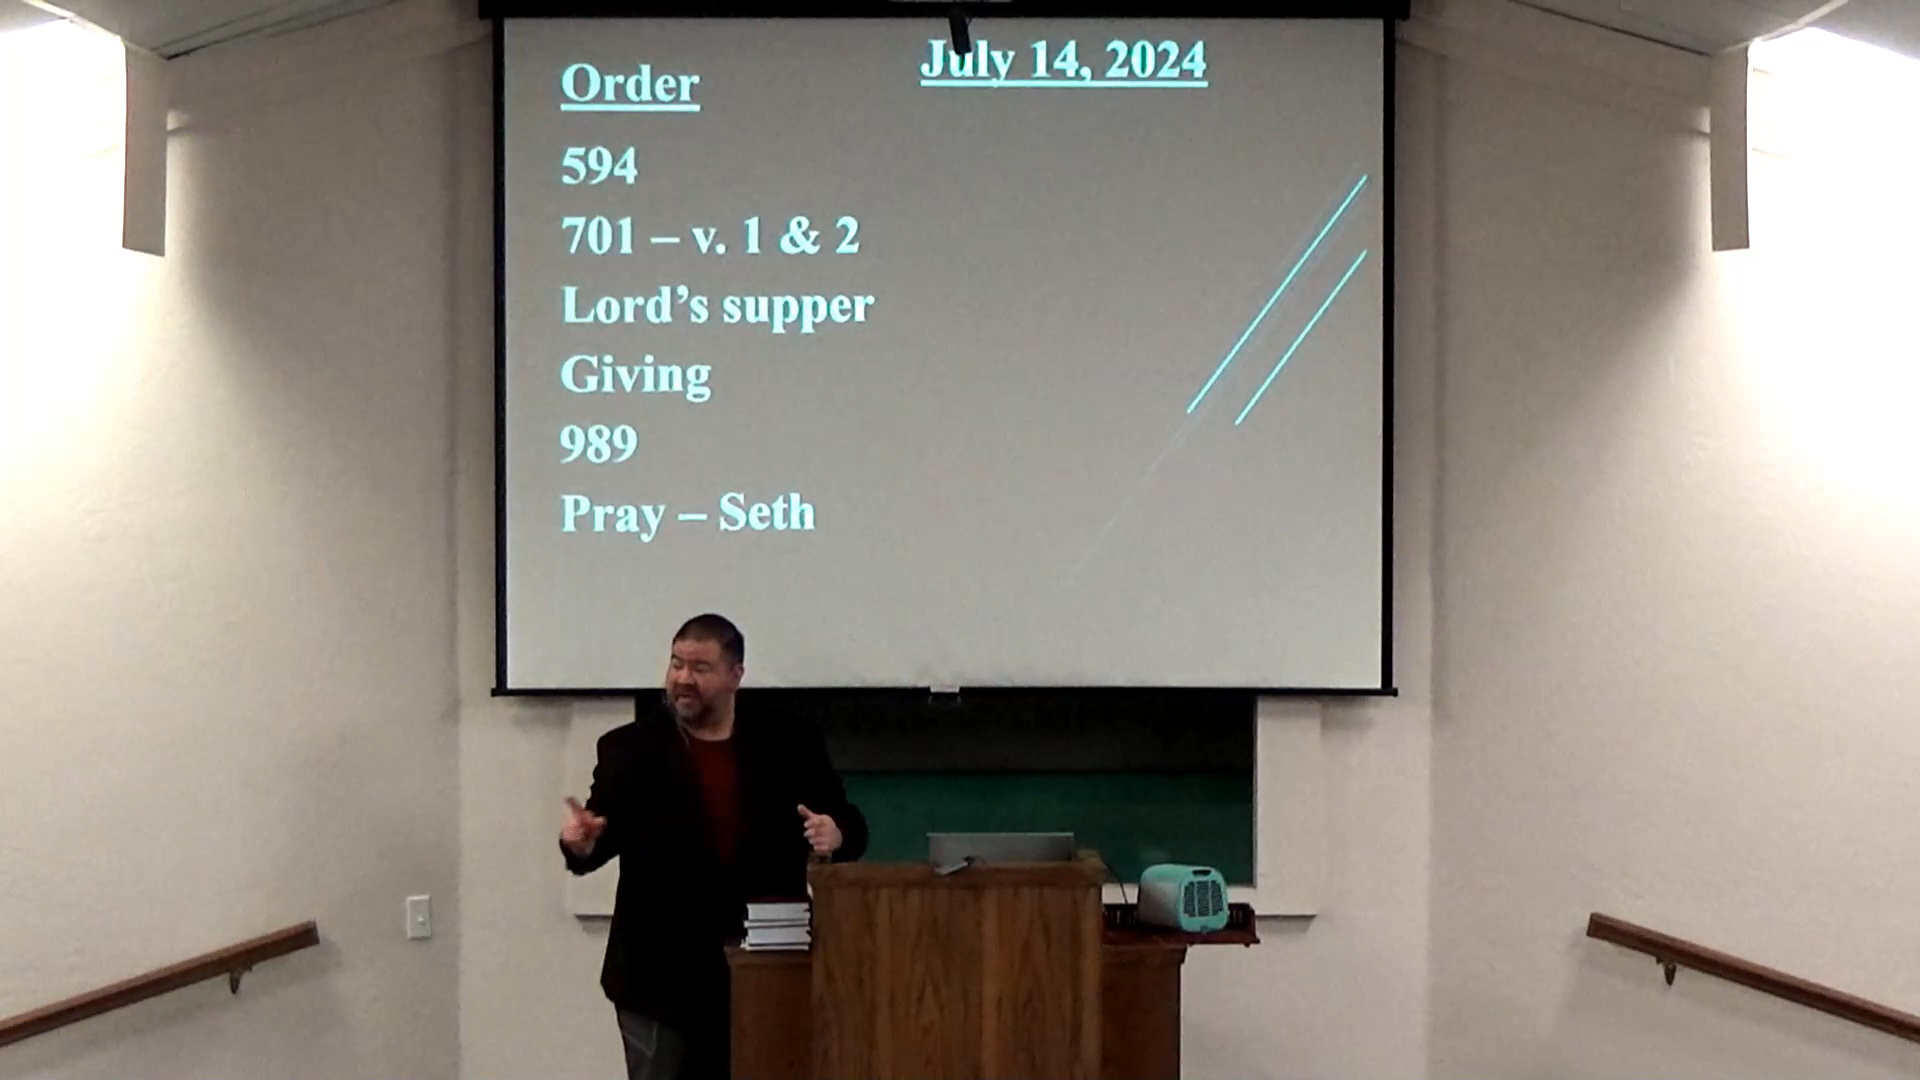 July 14, 2024
Order
594
701 – v. 1 & 2
Lord’s supper
Giving
989
Pray – Seth